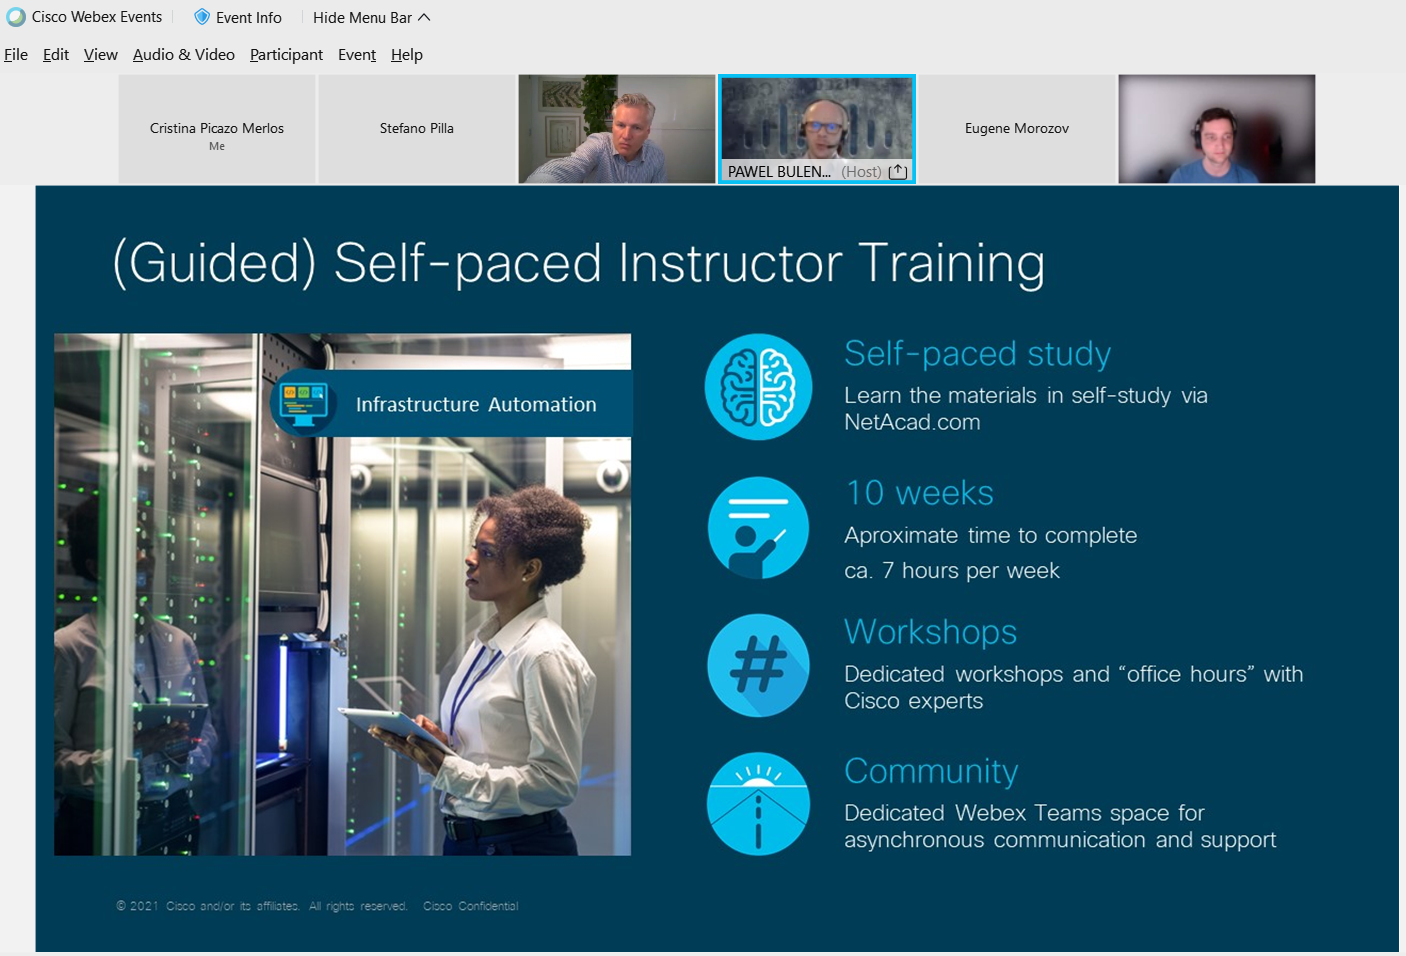 Cisco Webex Events
Event Info
Hide Menu Bar
File Edit View Audio & Video Participant Event Help
Cristina Picazo Merlos
Me
Stefano Pilla
PAWEL BULEN... (Host)
Eugene Morozov
(Guided) Self-paced Instructor Training
Infrastructure Automation
Self-paced study
Learn the materials in self-study via
NetAcad.com
10 weeks
Aproximate time to complete
ca. 7 hours per week
Workshops
Dedicated workshops and “office hours” with
Cisco experts
Community
Dedicated Webex Teams space for
asynchronous communication and support
© 2021 Cisco and/or its affiliates. All rights reserved. Cisco Confidential